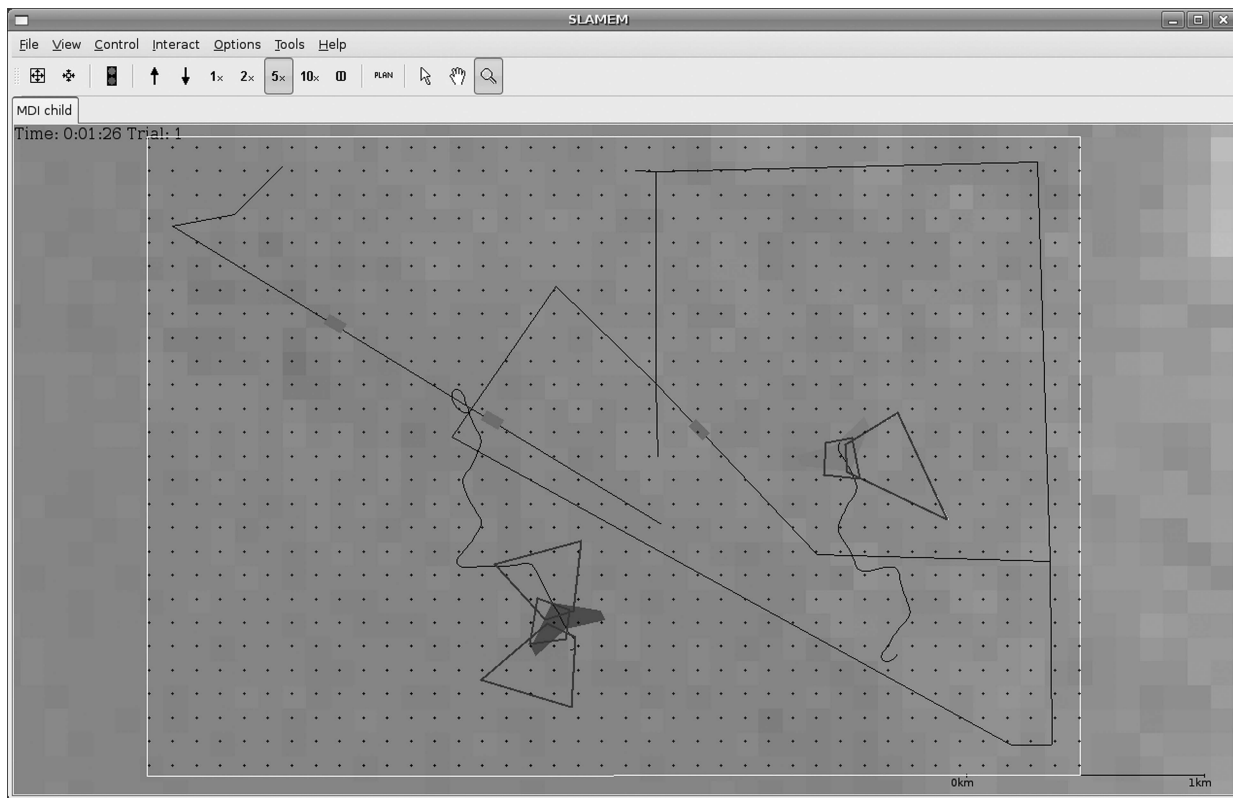 SLAMEM
File View Control Interact Options Tools Help
1x 2x 5x 10x PLAN
MDI child
Time: 0:01:26 Trial: 1
0km 1km